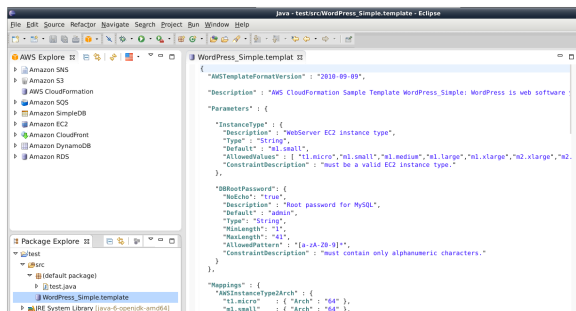 java - test/src/WordPress_Simple.template - Eclipse
File Edit Source Refactor Navigate Search Project Run Window Help
AWS Explore
Amazon SNS
Amazon S3
AWS CloudFormation
Amazon SQS
Amazon SimpleDB
Amazon EC2
Amazon CloudFront
Amazon DynamoDB
Amazon RDS
Package Explore
test
src
(default package)
test.java
WordPress_Simple.template
JRE System Library [java-6-openjdk-amd64]
WordPress_Simple.templat
{
"AWSTemplateFormatVersion" : "2010-09-09",
"Description" : "AWS CloudFormation Sample Template WordPress_Simple: WordPress is web software
"Parameters" : {
"InstanceType" : {
"Description" : "WebServer EC2 instance type",
"Type" : "String",
"Default" : "m1.small",
"AllowedValues" : [ "t1.micro","m1.small","m1.medium","m1.large","m1.xlarge","m2.xlarge","m2.
"ConstraintDescription" : "must be a valid EC2 instance type."
},
"DBRootPassword": {
"NoEcho": "true",
"Description" : "Root password for MySQL",
"Default" : "admin",
"Type": "String",
"MinLength": "1",
"MaxLength": "41",
"AllowedPattern" : "[a-zA-Z0-9]*",
"ConstraintDescription" : "must contain only alphanumeric characters."
}
},
"Mappings" : {
"AWSInstanceType2Arch" : {
"t1.micro" : { "Arch" : "64" },
"m1.small" : { "Arch" : "64" },